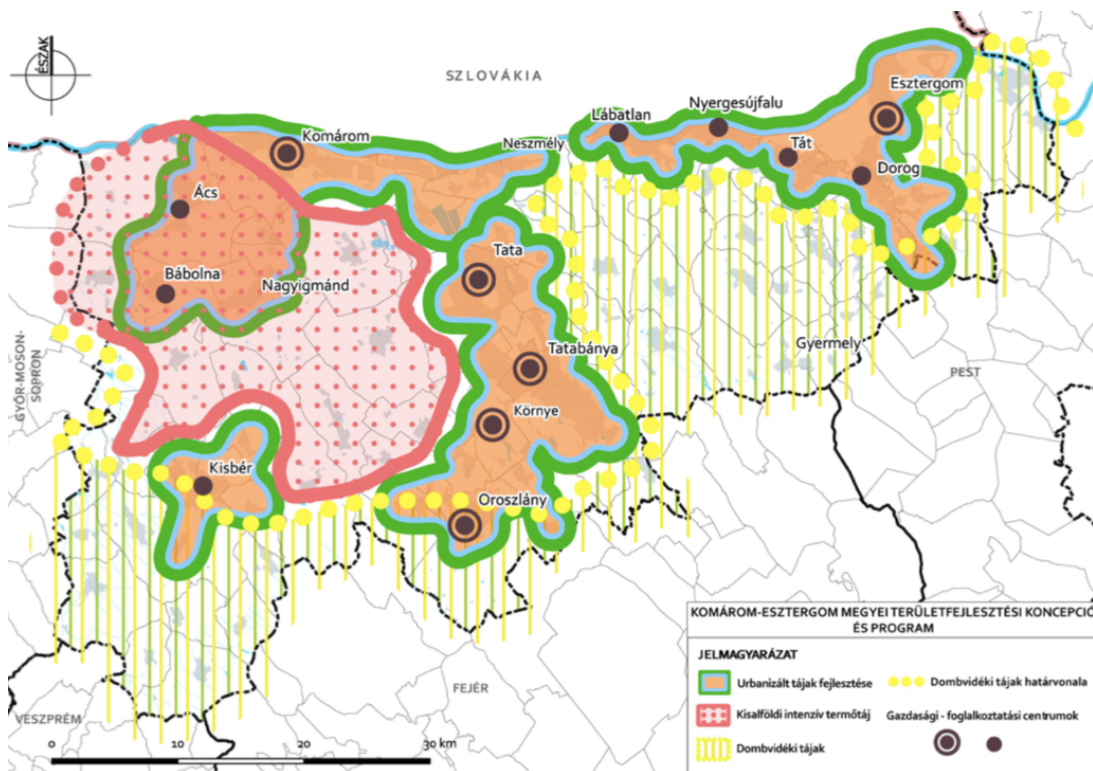 ÉSZAK
SZLOVÁKIA
Esztergom
Nyergesújfalu
Lábatlan
Komárom
Neszmély
Tát
Dorog
Ács
Tata
Bábolna
Nagyigmánd
Tatabánya
Gyermely
GYŐR-MOSON-
SOPRON
PEST
Környe
Kisbér
Oroszlány
FEJÉR
VESZPRÉM
0 10 20 30 km
KOMÁROM-ESZTERGOM MEGYEI TERÜLETFEJLESZTÉSI KONCEPCIÓ
ÉS PROGRAM
JELMAGYARÁZAT
Urbanizált tájak fejlesztése
Dombvidéki tájak határvonala
Kisalföldi intenzív termőtáj
Gazdasági - foglalkoztatási centrumok
Dombvidéki tájak